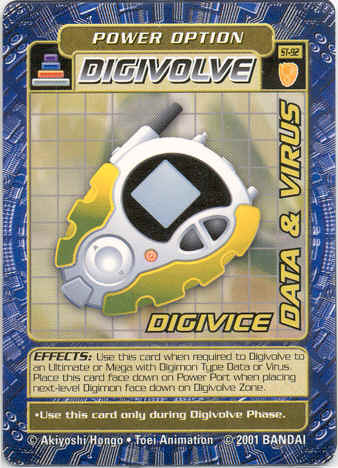 POWER OPTION
DIGIVOLVE
ST-92
DATA & VIRUS
DIGIVICE
EFFECTS: Use this card when required to Digivolve to
an Ultimate or Mega with Digimon Type Data or Virus.
Place this card face down on Power Port when placing
next-level Digimon face down on Digivolve Zone.
•Use this card only during Digivolve Phase.
© Akiyoshi Hongo • Toei Animation © 2001 BANDAI